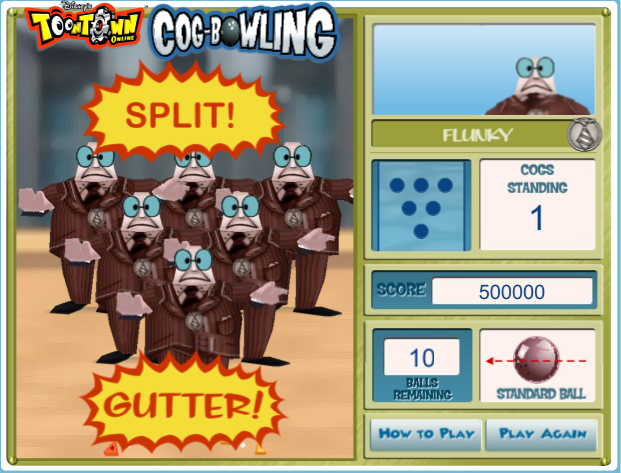 Disney's
TOONTOWN
ONLINE
COG-BOWLING
SPLIT!
GUTTER!
FLUNKY
COGS
STANDING
1
SCORE 500000
10
BALLS
REMAINING
STANDARD BALL
HOW TO PLAY
PLAY AGAIN